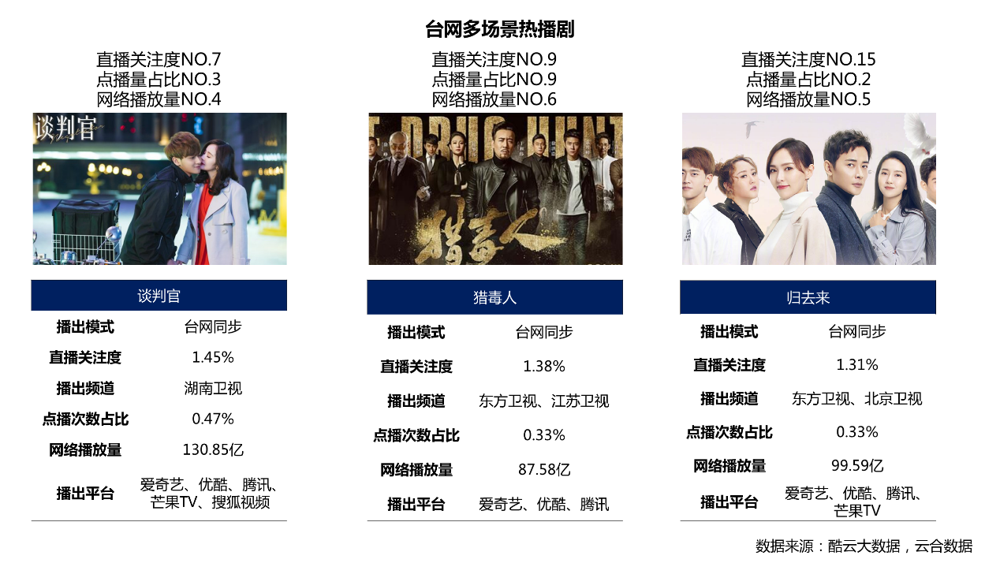 台网多场景热播剧
直播关注度NO.7
点播量占比NO.3
网络播放量NO.4
直播关注度NO.9
点播量占比NO.9
网络播放量NO.6
直播关注度NO.15
点播量占比NO.2
网络播放量NO.5
谈判官
猎毒人
谈判官
播出模式 台网同步
直播关注度 1.45%
播出频道 湖南卫视
点播次数占比 0.47%
网络播放量 130.85亿
播出平台 爱奇艺、优酷、腾讯、
芒果TV、搜狐视频
猎毒人
播出模式 台网同步
直播关注度 1.38%
播出频道 东方卫视、江苏卫视
点播次数占比 0.33%
网络播放量 87.58亿
播出平台 爱奇艺、优酷、腾讯
归去来
播出模式 台网同步
直播关注度 1.31%
播出频道 东方卫视、北京卫视
点播次数占比 0.33%
网络播放量 99.59亿
播出平台 爱奇艺、优酷、腾讯、
芒果TV
数据来源：酷云大数据，云合数据